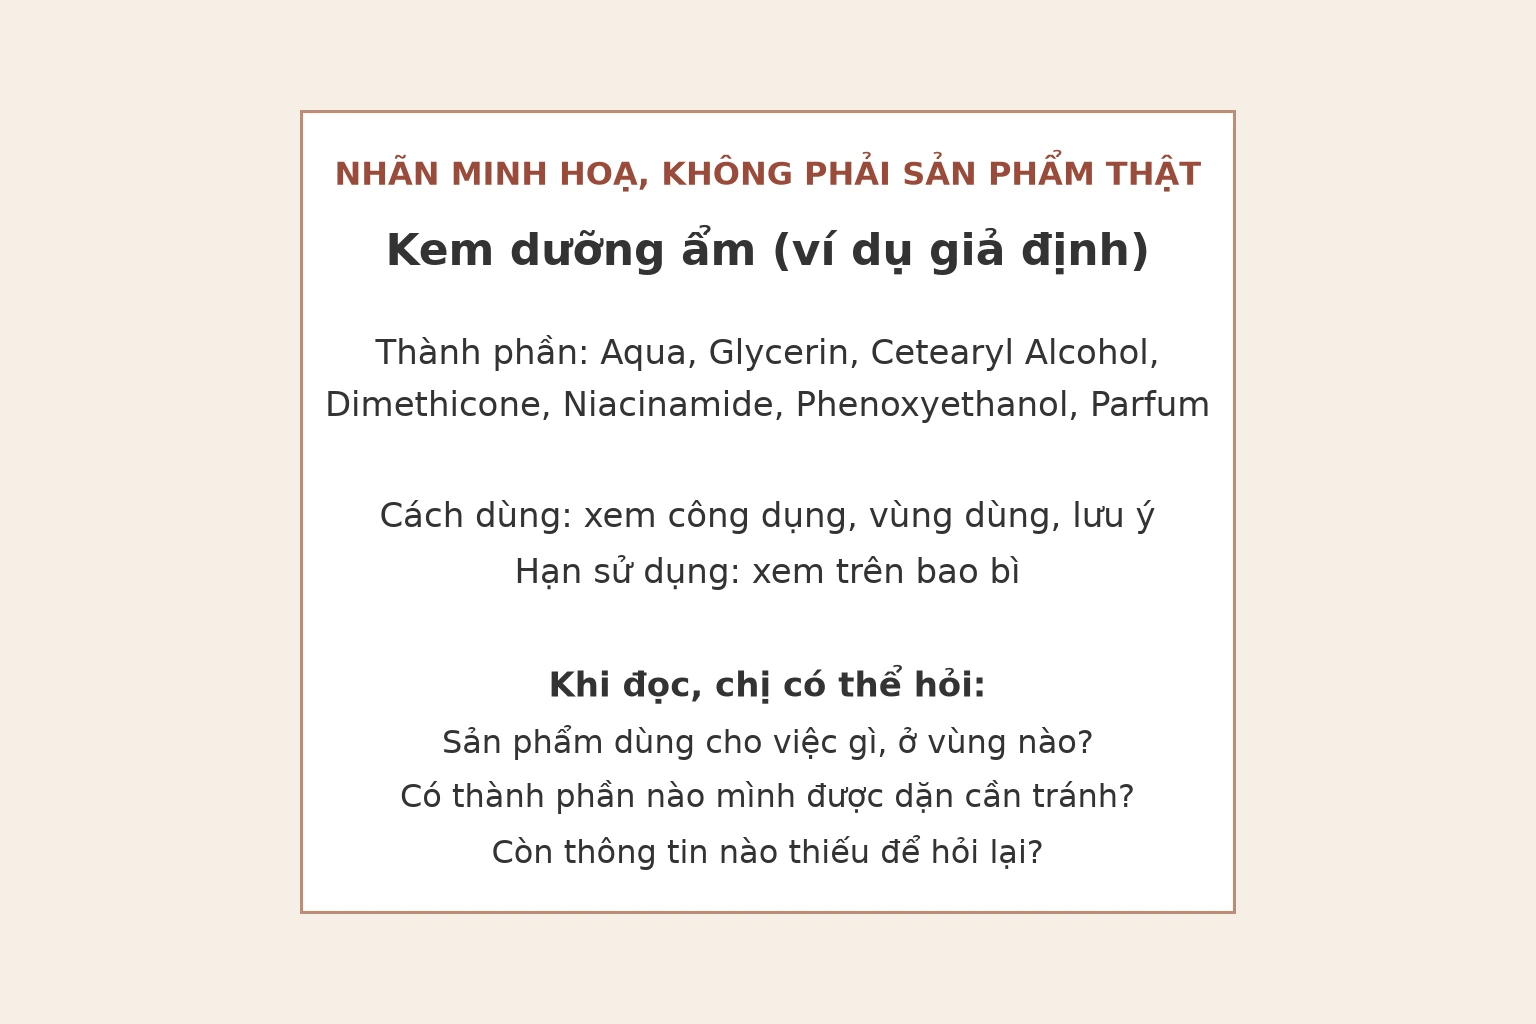 NHÃN MINH HOẠ, KHÔNG PHẢI SẢN PHẨM THẬT
Kem dưỡng ẩm (ví dụ giả định)
Thành phần: Aqua, Glycerin, Cetearyl Alcohol,
Dimethicone, Niacinamide, Phenoxyethanol, Parfum
Cách dùng: xem công dụng, vùng dùng, lưu ý
Hạn sử dụng: xem trên bao bì
Khi đọc, chị có thể hỏi:
Sản phẩm dùng cho việc gì, ở vùng nào?
Có thành phần nào mình được dặn cần tránh?
Còn thông tin nào thiếu để hỏi lại?